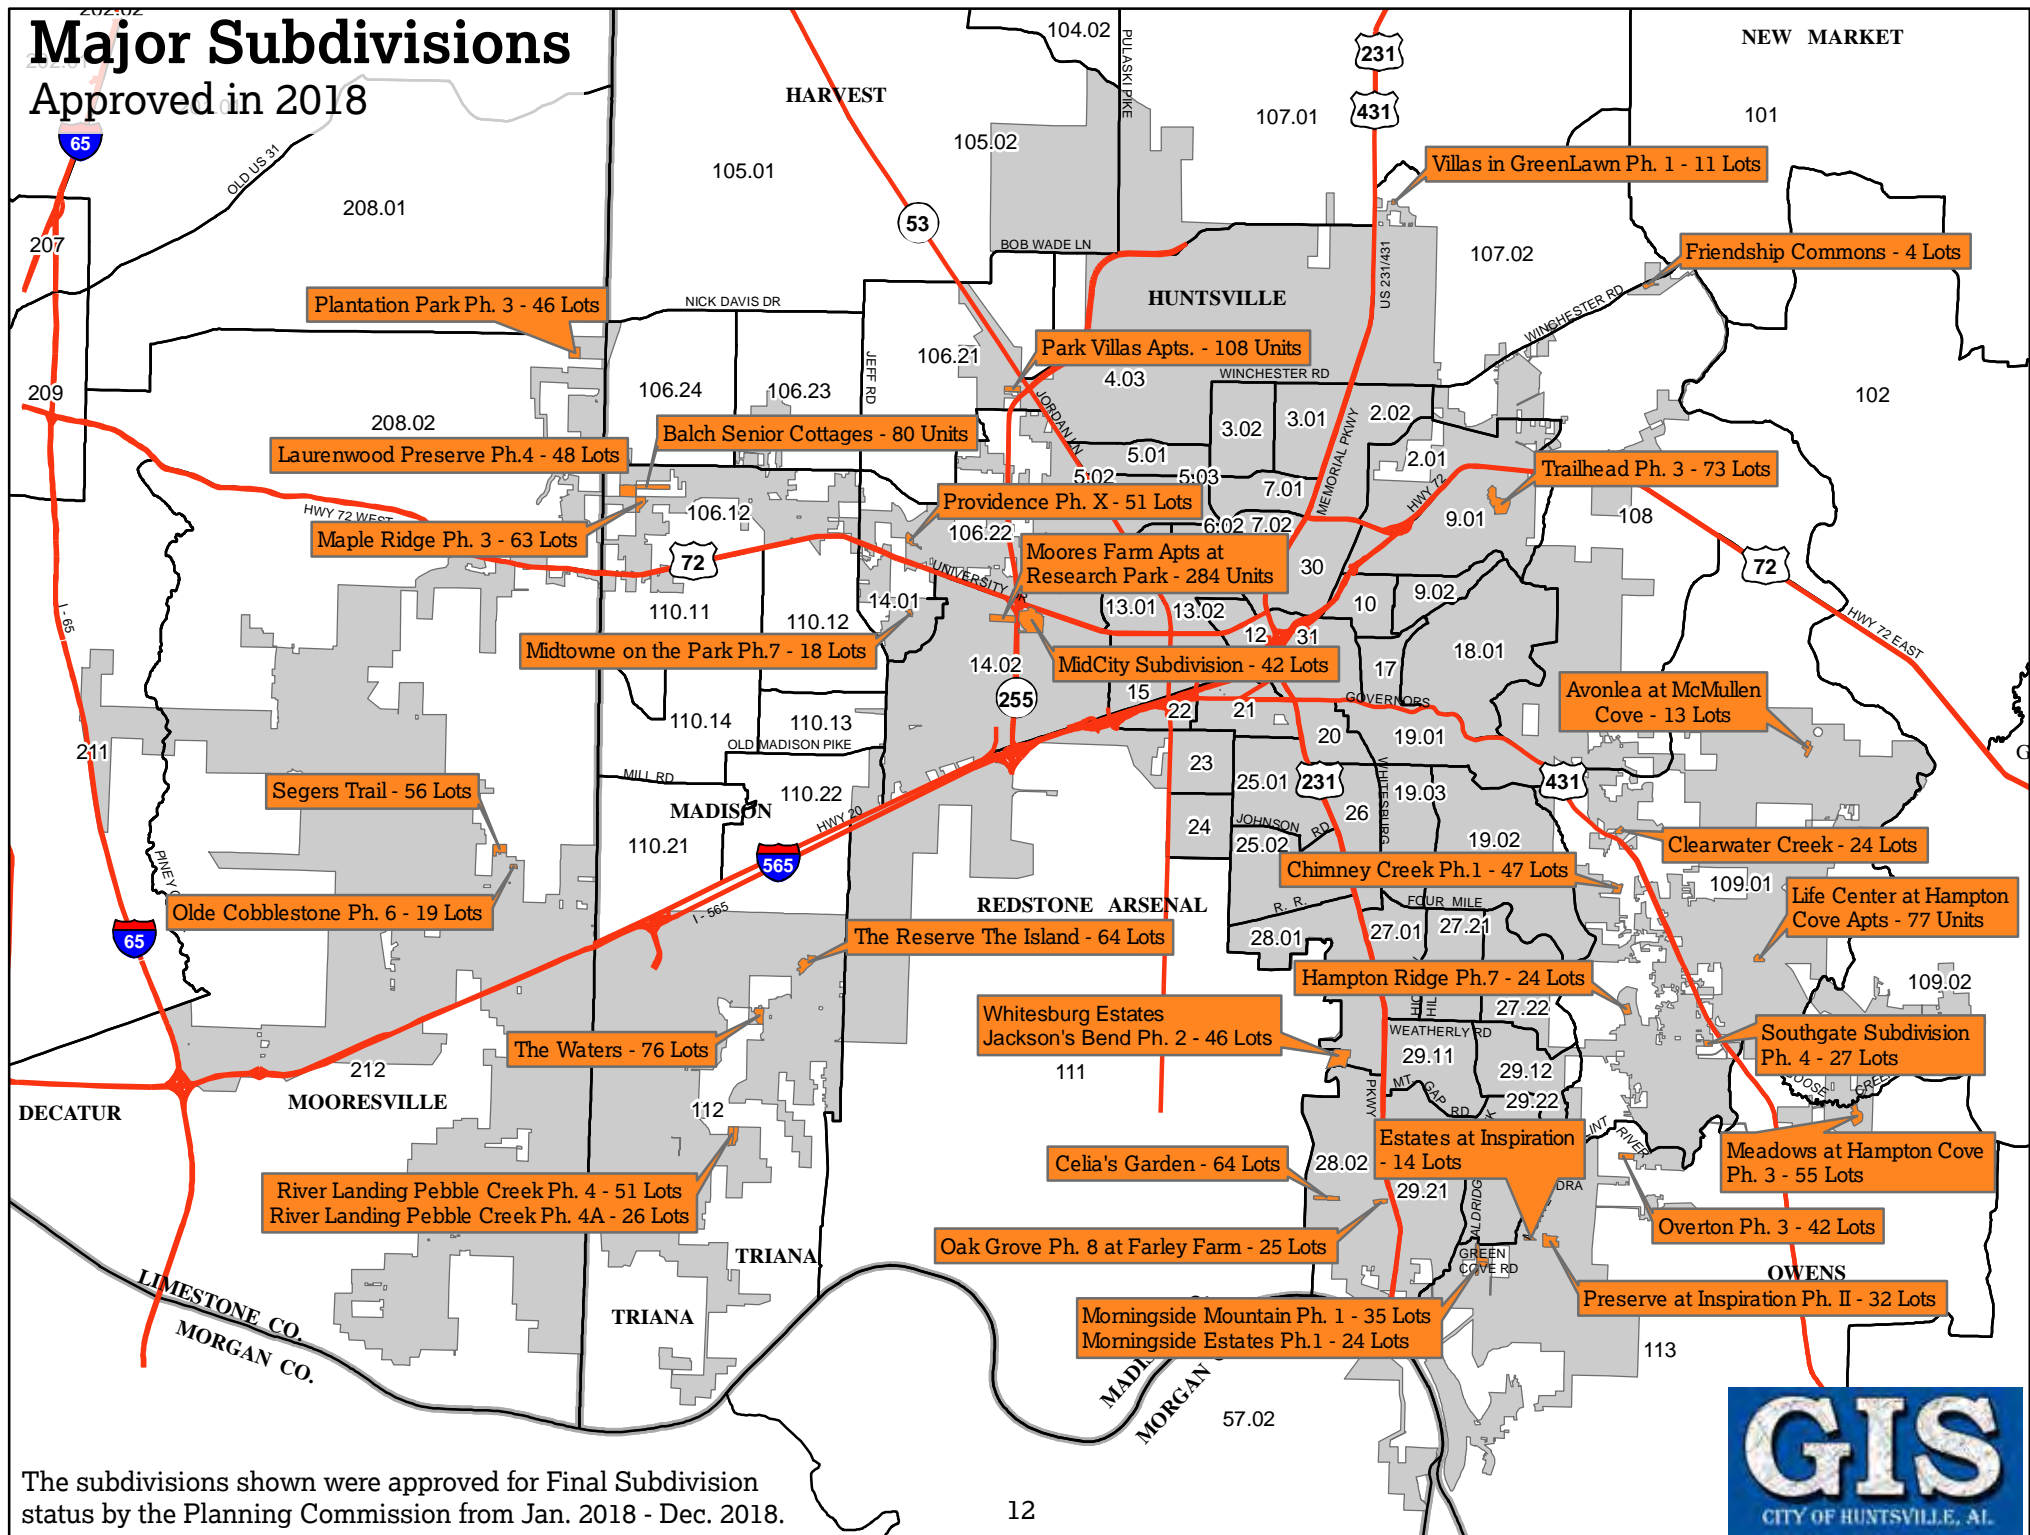 Major Subdivisions
Approved in 2018
202.02
104.02
PULASKI PIKE
231
NEW MARKET
HARVEST
65
431
101
107.01
105.02
OLD US 31
105.01
Villas in GreenLawn Ph. 1 - 11 Lots
208.01
53
207
BOB WADE LN
US 231/431
107.02
Friendship Commons - 4 Lots
Plantation Park Ph. 3 - 46 Lots
NICK DAVIS DR
HUNTSVILLE
WINCHESTER RD
JEFF RD
106.21
Park Villas Apts. - 108 Units
4.03
WINCHESTER RD
209
106.24
106.23
102
208.02
JORDAN LN
3.02
3.01
2.02
MEMORIAL PKWY
Balch Senior Cottages - 80 Units
Laurenwood Preserve Ph.4 - 48 Lots
5.01
5.02
5.03
2.01
Trailhead Ph. 3 - 73 Lots
7.01
HWY 72
Providence Ph. X - 51 Lots
HWY 72 WEST
106.12
106.22
6.02
7.02
9.01
108
Maple Ridge Ph. 3 - 63 Lots
72
Moores Farm Apts at
Research Park - 284 Units
UNIVERSITY DR
30
72
I - 65
110.11
110.12
14.01
13.01
13.02
10
9.02
HWY 72 EAST
12
31
Midtowne on the Park Ph.7 - 18 Lots
14.02
MidCity Subdivision - 42 Lots
17
18.01
255
15
22
21
GOVERNORS
Avonlea at McMullen
Cove - 13 Lots
110.14
110.13
OLD MADISON PIKE
20
19.01
211
23
MILL RD
25.01
231
WHITESBURG
431
Segers Trail - 56 Lots
110.22
19.03
MADISON
HWY 20
26
24
JOHNSON RD
25.02
19.02
110.21
565
Clearwater Creek - 24 Lots
PINEY C
Chimney Creek Ph.1 - 47 Lots
109.01
Life Center at Hampton
Cove Apts - 77 Units
REDSTONE ARSENAL
R. R.
FOUR MILE
Olde Cobblestone Ph. 6 - 19 Lots
I - 565
65
The Reserve The Island - 64 Lots
28.01
27.01
27.21
Hampton Ridge Ph.7 - 24 Lots
109.02
Whitesburg Estates
Jackson's Bend Ph. 2 - 46 Lots
27.22
WEATHERLY RD
Southgate Subdivision
Ph. 4 - 27 Lots
The Waters - 76 Lots
29.11
212
111
29.12
DECATUR
MOORESVILLE
PKWY
MT GAP RD
29.22
112
RIVER
Estates at Inspiration
- 14 Lots
Meadows at Hampton Cove
Ph. 3 - 55 Lots
Celia's Garden - 64 Lots
28.02
29.21
River Landing Pebble Creek Ph. 4 - 51 Lots
River Landing Pebble Creek Ph. 4A - 26 Lots
Overton Ph. 3 - 42 Lots
Oak Grove Ph. 8 at Farley Farm - 25 Lots
TRIANA
GREEN
COVE RD
OWENS
LIMESTONE CO.
MORGAN CO.
TRIANA
Preserve at Inspiration Ph. II - 32 Lots
Morningside Mountain Ph. 1 - 35 Lots
Morningside Estates Ph.1 - 24 Lots
113
MORGAN
57.02
GIS
CITY OF HUNTSVILLE, AL
The subdivisions shown were approved for Final Subdivision
status by the Planning Commission from Jan. 2018 - Dec. 2018.
12